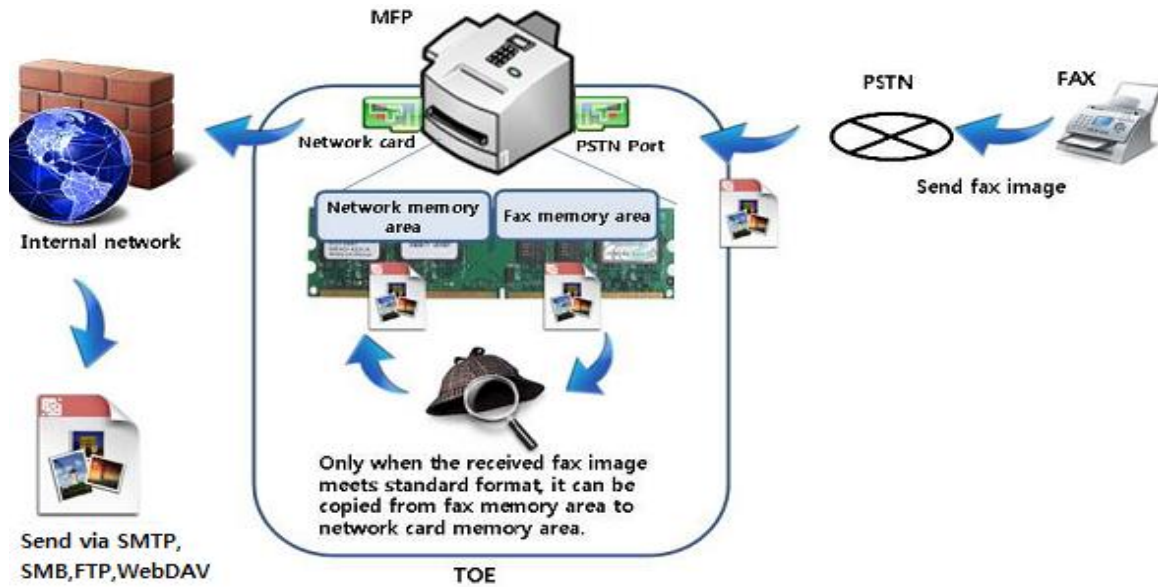 MFP
PSTN
FAX
Network card
PSTN Port
Send fax image
Network memory
area
Fax memory area
Internal network
Only when the received fax image
meets standard format, it can be
copied from fax memory area to
network card memory area.
Send via SMTP,
SMB,FTP,WebDAV
TOE